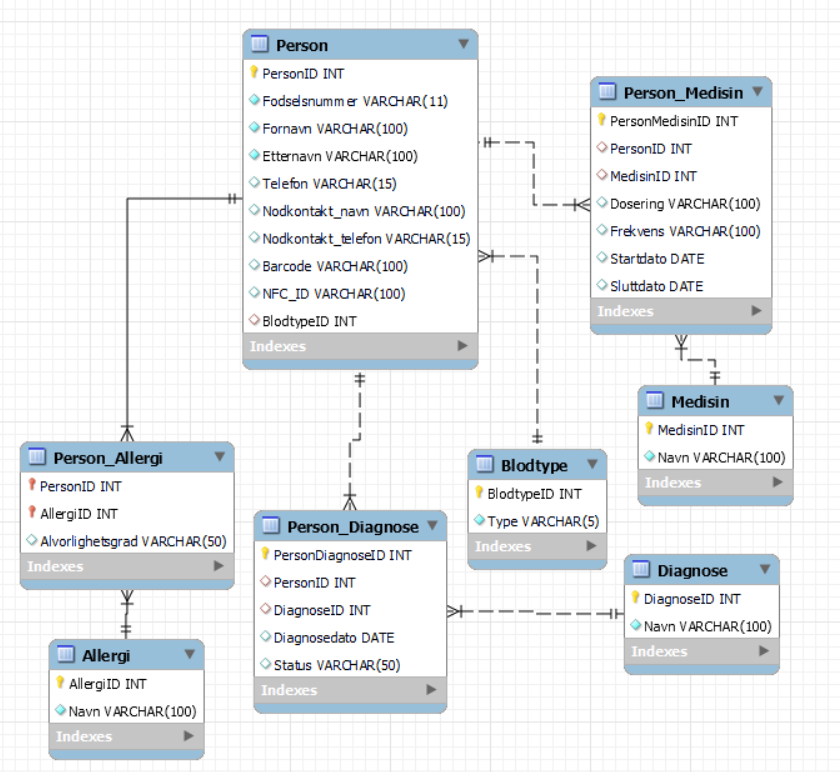 Person
PersonID INT
Fodselsnummer VARCHAR(11)
Fornavn VARCHAR(100)
Etternavn VARCHAR(100)
Telefon VARCHAR(15)
Nodkontakt_navn VARCHAR(100)
Nodkontakt_telefon VARCHAR(15)
Barcode VARCHAR(100)
NFC_ID VARCHAR(100)
BlodtypeID INT
Indexes
Person_Medisin
PersonMedisinID INT
PersonID INT
MedisinID INT
Dosering VARCHAR(100)
Frekvens VARCHAR(100)
Startdato DATE
Sluttdato DATE
Indexes
Medisin
MedisinID INT
Navn VARCHAR(100)
Indexes
Person_Allergi
PersonID INT
AllergiID INT
Alvorlighetsgrad VARCHAR(50)
Indexes
Blodtype
BlodtypeID INT
Type VARCHAR(5)
Indexes
Person_Diagnose
PersonDiagnoseID INT
PersonID INT
DiagnoseID INT
Diagnosedato DATE
Status VARCHAR(50)
Indexes
Diagnose
DiagnoseID INT
Navn VARCHAR(100)
Indexes
Allergi
AllergiID INT
Navn VARCHAR(100)
Indexes